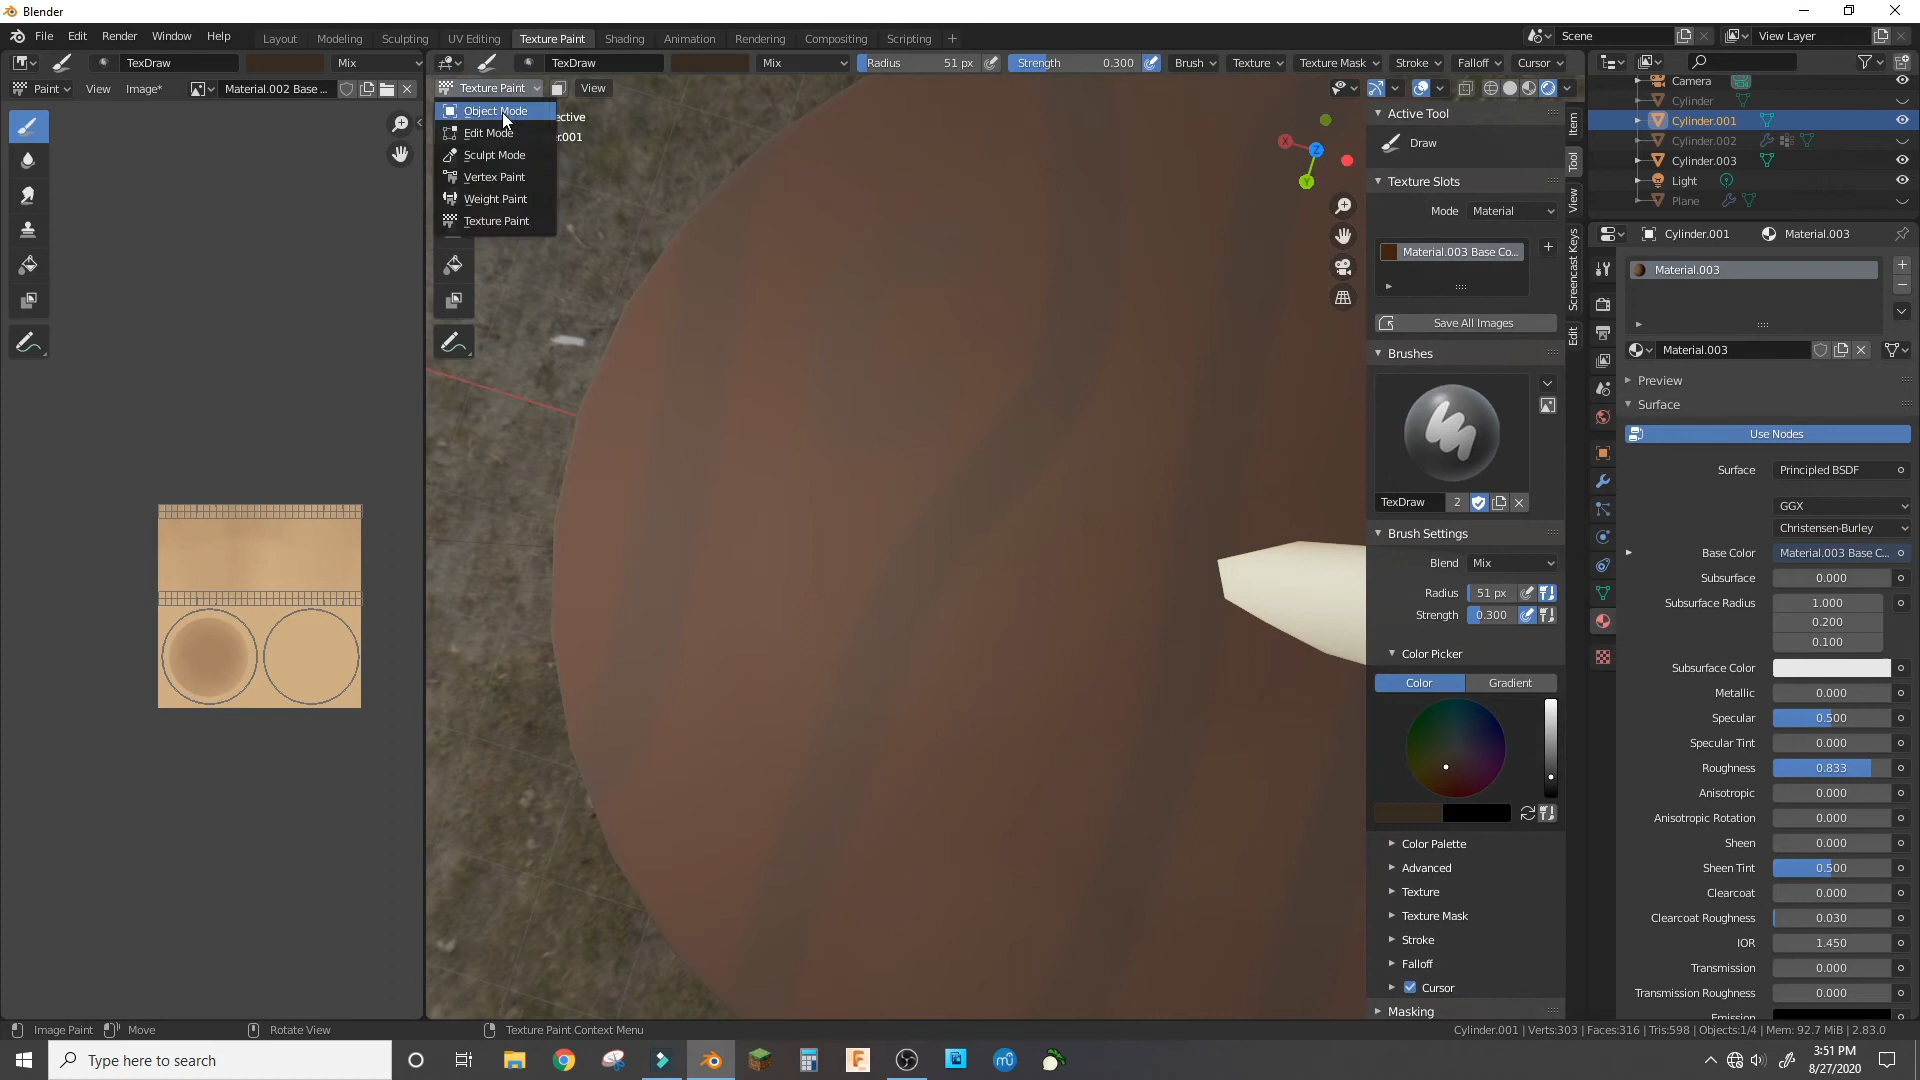 Blender
File Edit Render Window Help
Layout Modeling Sculpting UV Editing Texture Paint Shading Animation Rendering Compositing Scripting
Scene
View Layer
TexDraw Mix
TexDraw Mix Radius 51 px Strength 0.300 Brush Texture Texture Mask Stroke Falloff Cursor
Paint View Image* Material.002 Base ...
Texture Paint View
Object Mode
Edit Mode
Sculpt Mode
Vertex Paint
Weight Paint
Texture Paint
ective
r.001
X
Z
Y
Active Tool
Draw
Texture Slots
Mode Material
Material.003 Base Co...
Save All Images
Brushes
TexDraw 2
Brush Settings
Blend Mix
Radius 51 px
Strength 0.300
Color Picker
Color Gradient
Color Palette
Advanced
Texture
Texture Mask
Stroke
Falloff
Cursor
Masking
Item
Tool
View
Screencast Keys
Edit
Camera
Cylinder
Cylinder.001
Cylinder.002
Cylinder.003
Light
Plane
Cylinder.001 Material.003
Material.003
Material.003
Preview
Surface
Use Nodes
Surface Principled BSDF
GGX
Christensen-Burley
Base Color Material.003 Base C...
Subsurface 0.000
Subsurface Radius 1.000
0.200
0.100
Subsurface Color
Metallic 0.000
Specular 0.500
Specular Tint 0.000
Roughness 0.833
Anisotropic 0.000
Anisotropic Rotation 0.000
Sheen 0.000
Sheen Tint 0.500
Clearcoat 0.000
Clearcoat Roughness 0.030
IOR 1.450
Transmission 0.000
Transmission Roughness 0.000
Emission
Image Paint Move Rotate View Texture Paint Context Menu
Cylinder.001 | Verts:303 | Faces:316 | Tris:598 | Objects:1/4 | Mem: 92.7 MiB | 2.83.0
Type here to search
3:51 PM
8/27/2020